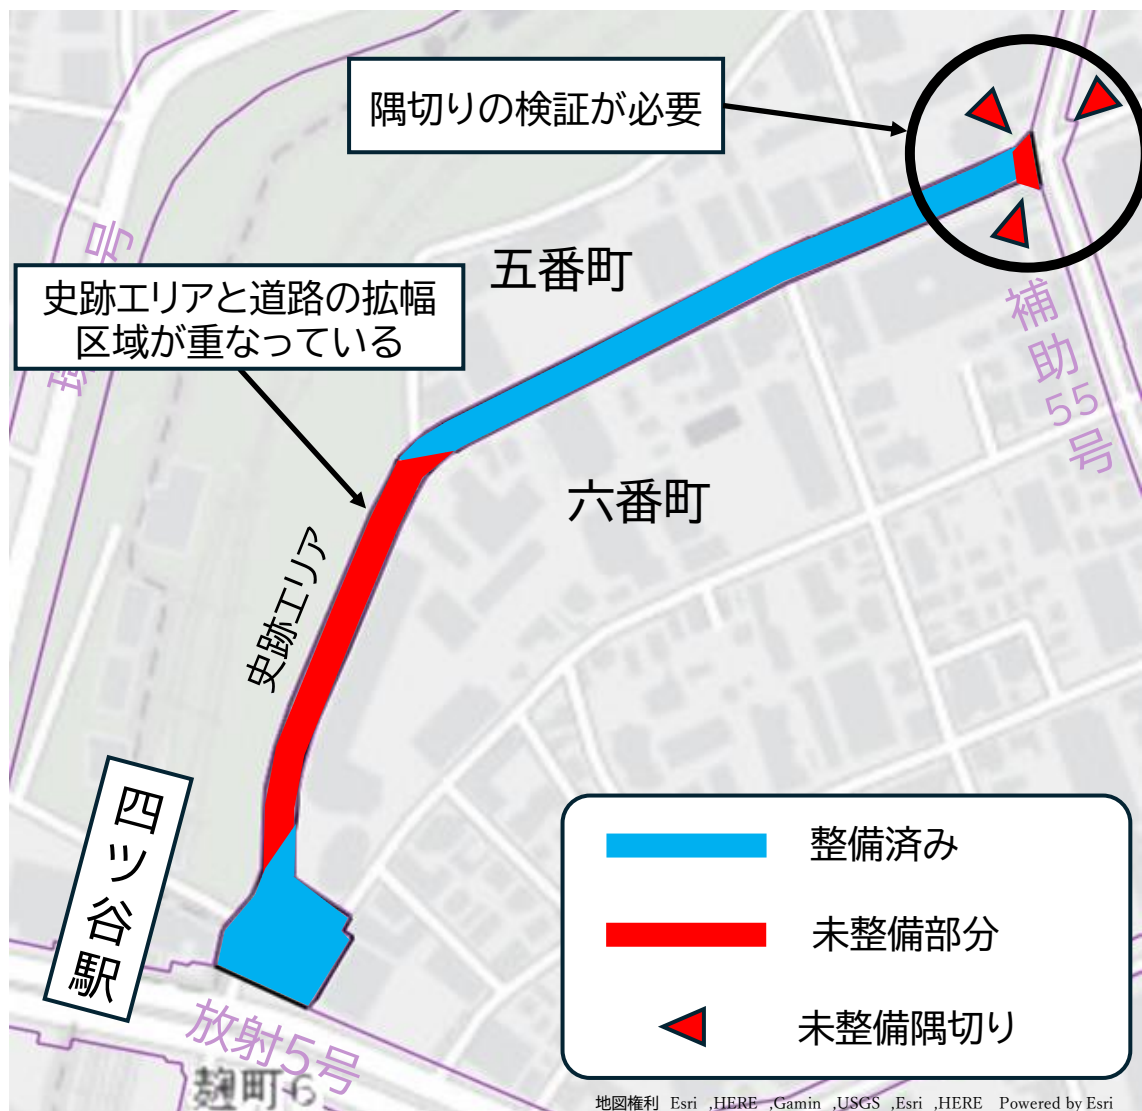 隅切りの検証が必要
号
五番町
史跡エリアと道路の拡幅
区域が重なっている
補助55号
六番町
史跡エリア
四ツ谷駅
整備済み
未整備部分
未整備隅切り
放射5号
麹町6
地図権利 Esri ,HERE ,Gamin ,USGS ,Esri ,HERE Powered by Esri